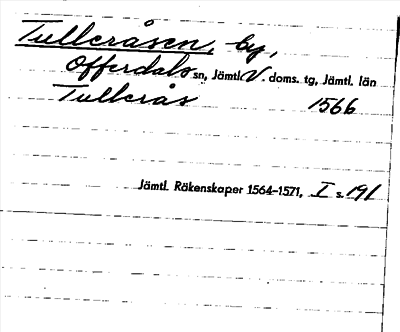 Tulleråsen, by,
Offerdals sn, Jämtl. V. doms. tg, Jämtl. län
Tullerås 1566
Jämtl. Räkenskaper 1564-1571, I s. 191